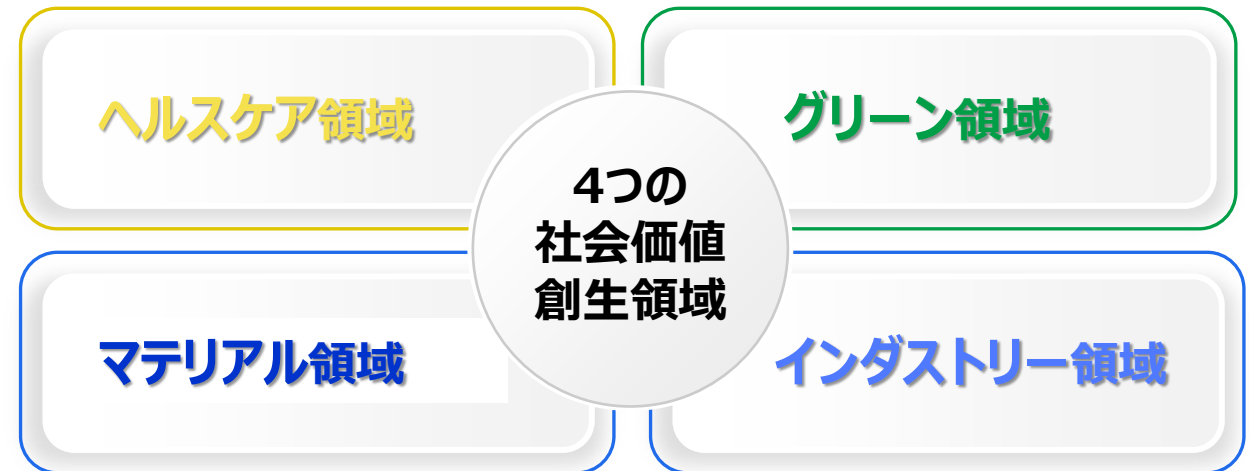 ヘルスケア領域
グリーン領域
4つの
社会価値
創生領域
マテリアル領域
インダストリー領域